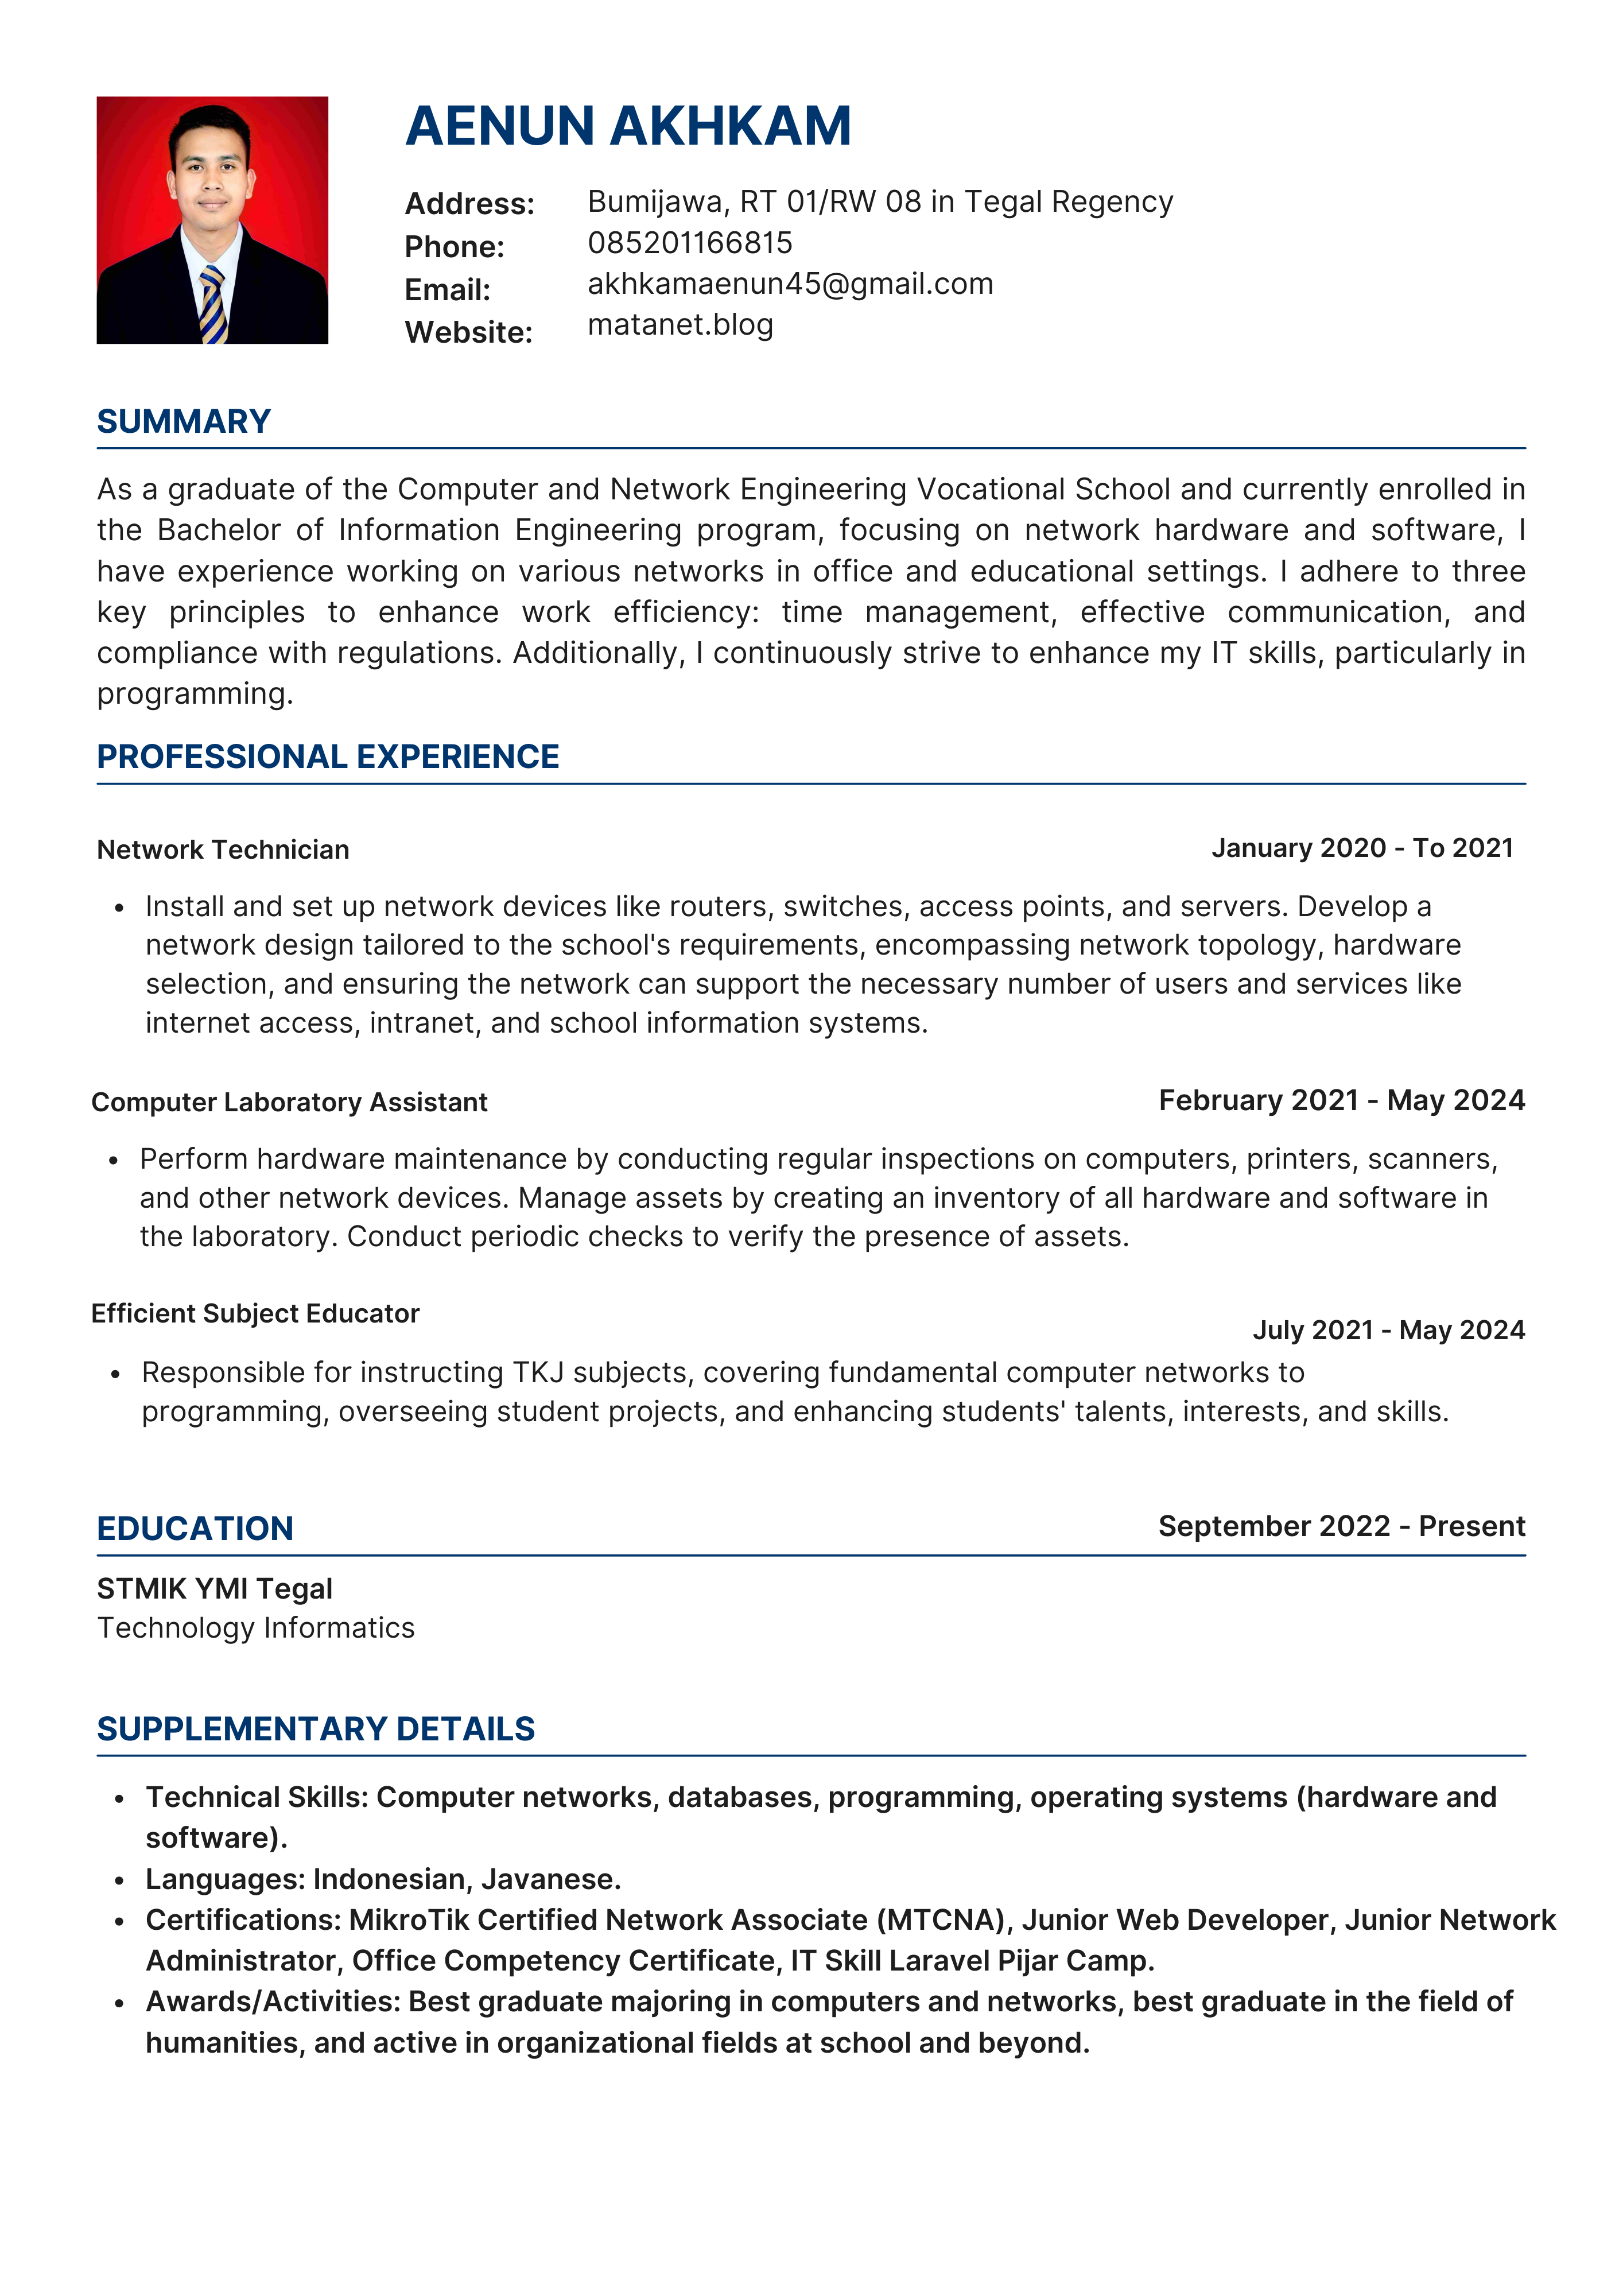 AENUN AKHKAM
Address: Bumijawa, RT 01/RW 08 in Tegal Regency
Phone: 085201166815
Email: akhkamaenun45@gmail.com
Website: matanet.blog
SUMMARY
As a graduate of the Computer and Network Engineering Vocational School and currently enrolled in
the Bachelor of Information Engineering program, focusing on network hardware and software, I
have experience working on various networks in office and educational settings. I adhere to three
key principles to enhance work efficiency: time management, effective communication, and
compliance with regulations. Additionally, I continuously strive to enhance my IT skills, particularly in
programming.
PROFESSIONAL EXPERIENCE
Network Technician January 2020 - To 2021
• Install and set up network devices like routers, switches, access points, and servers. Develop a
network design tailored to the school's requirements, encompassing network topology, hardware
selection, and ensuring the network can support the necessary number of users and services like
internet access, intranet, and school information systems.
Computer Laboratory Assistant February 2021 - May 2024
• Perform hardware maintenance by conducting regular inspections on computers, printers, scanners,
and other network devices. Manage assets by creating an inventory of all hardware and software in
the laboratory. Conduct periodic checks to verify the presence of assets.
Efficient Subject Educator July 2021 - May 2024
• Responsible for instructing TKJ subjects, covering fundamental computer networks to
programming, overseeing student projects, and enhancing students' talents, interests, and skills.
EDUCATION September 2022 - Present
STMIK YMI Tegal
Technology Informatics
SUPPLEMENTARY DETAILS
• Technical Skills: Computer networks, databases, programming, operating systems (hardware and
software).
• Languages: Indonesian, Javanese.
• Certifications: MikroTik Certified Network Associate (MTCNA), Junior Web Developer, Junior Network
Administrator, Office Competency Certificate, IT Skill Laravel Pijar Camp.
• Awards/Activities: Best graduate majoring in computers and networks, best graduate in the field of
humanities, and active in organizational fields at school and beyond.